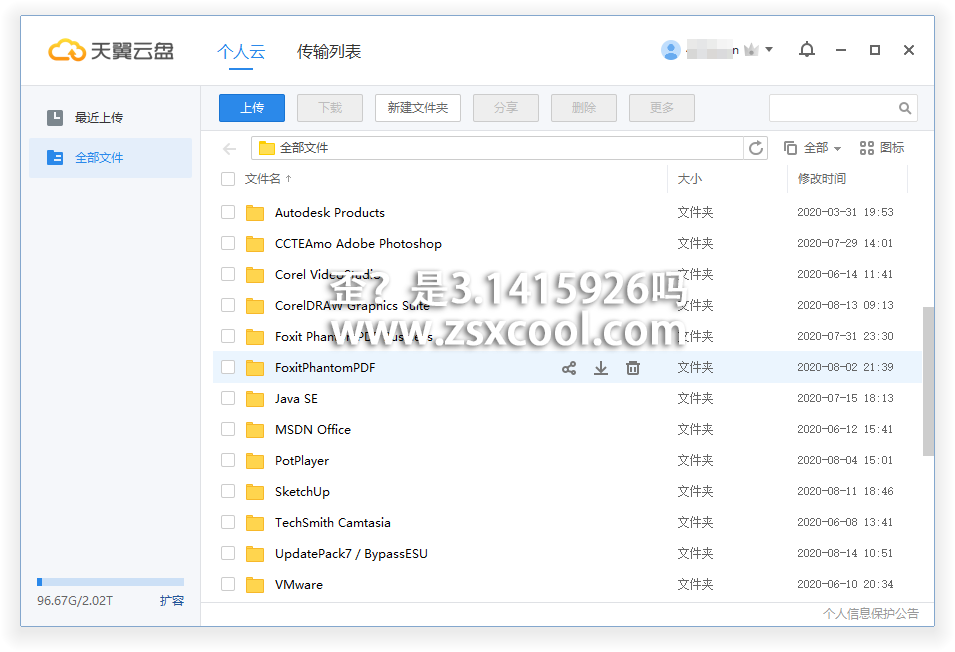 天翼云盘 个人云 传输列表 n
上传 下载 新建文件夹 分享 删除 更多
最近上传
全部文件
全部文件 全部 图标
文件名 ↑ 大小 修改时间
Autodesk Products 文件夹 2020-03-31 19:53
CCTEAmo Adobe Photoshop 文件夹 2020-07-29 14:01
Corel VideoStudio 文件夹 2020-06-14 11:41
歪?是3.1415926吗
CorelDRAW Graphics Suite 文件夹 2020-08-13 09:13
www.zsxcool.com
Foxit PhantomPDF Business 文件夹 2020-07-31 23:30
FoxitPhantomPDF 文件夹 2020-08-02 21:39
Java SE 文件夹 2020-07-15 18:13
MSDN Office 文件夹 2020-06-12 15:41
PotPlayer 文件夹 2020-08-04 15:01
SketchUp 文件夹 2020-08-11 18:46
TechSmith Camtasia 文件夹 2020-06-08 13:41
UpdatePack7 / BypassESU 文件夹 2020-08-14 10:51
VMware 文件夹 2020-06-10 20:34
96.67G/2.02T 扩容
个人信息保护公告